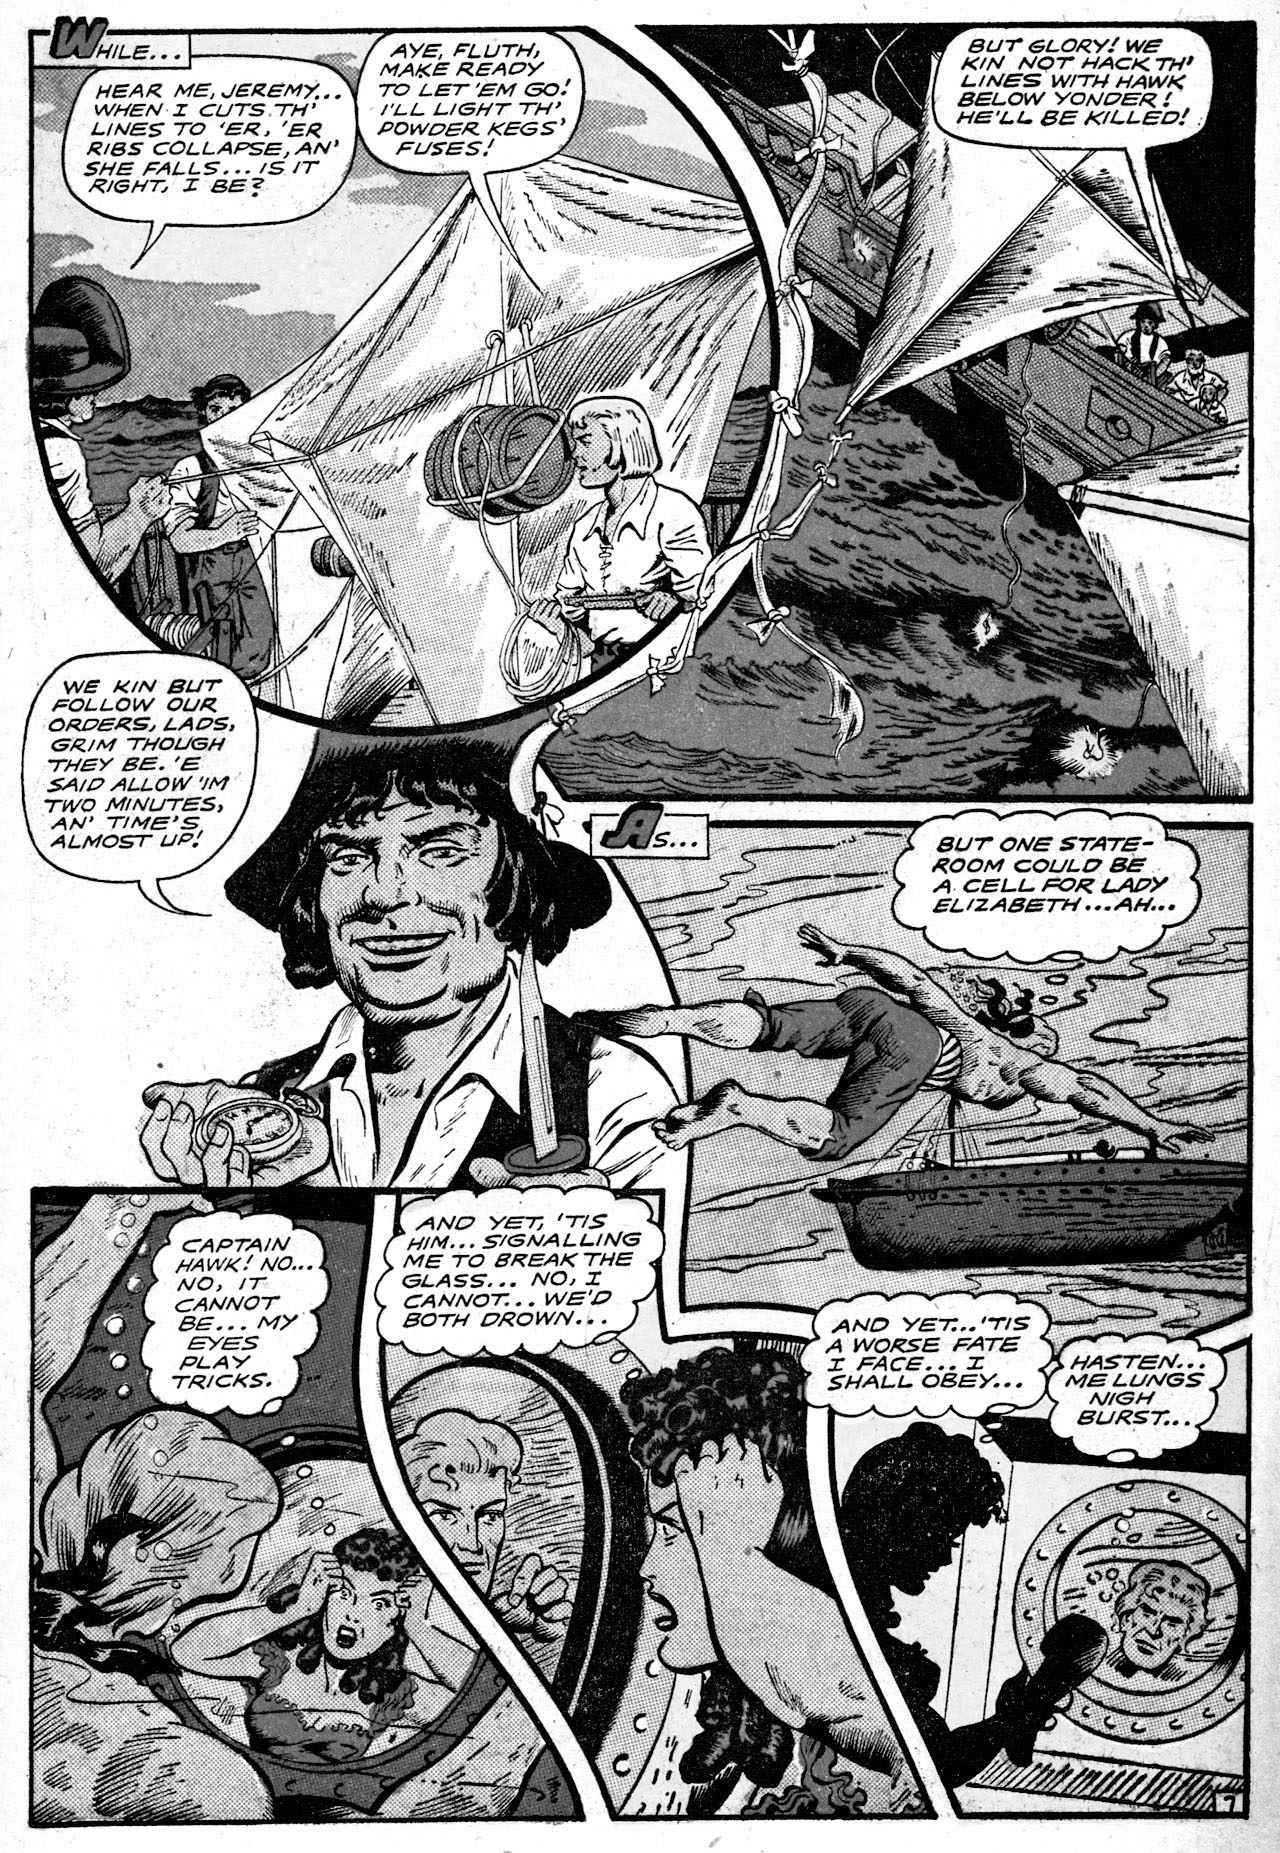 WHILE...
HEAR ME, JEREMY...
WHEN I CUTS TH'
LINES TO 'ER, 'ER
RIBS COLLAPSE, AN'
SHE FALLS... IS IT
RIGHT, I BE?
AYE, FLUTH,
MAKE READY
TO LET 'EM GO!
I'LL LIGHT TH'
POWDER KEGS'
FUSES!
BUT GLORY! WE
KIN NOT HACK TH'
LINES WITH HAWK
BELOW YONDER!
HE'LL BE KILLED!
WE KIN BUT
FOLLOW OUR
ORDERS, LADS,
GRIM THOUGH
THEY BE. 'E
SAID ALLOW 'IM
TWO MINUTES,
AN' TIME'S
ALMOST UP!
AS...
BUT ONE STATE-
ROOM COULD BE
A CELL FOR LADY
ELIZABETH...AH...
CAPTAIN
HAWK! NO...
NO, IT
CANNOT
BE... MY
EYES
PLAY
TRICKS.
AND YET, 'TIS
HIM... SIGNALLING
ME TO BREAK THE
GLASS... NO, I
CANNOT... WE'D
BOTH DROWN...
AND YET...'TIS
A WORSE FATE
I FACE... I
SHALL OBEY...
HASTEN...
ME LUNGS
NIGH
BURST...
7